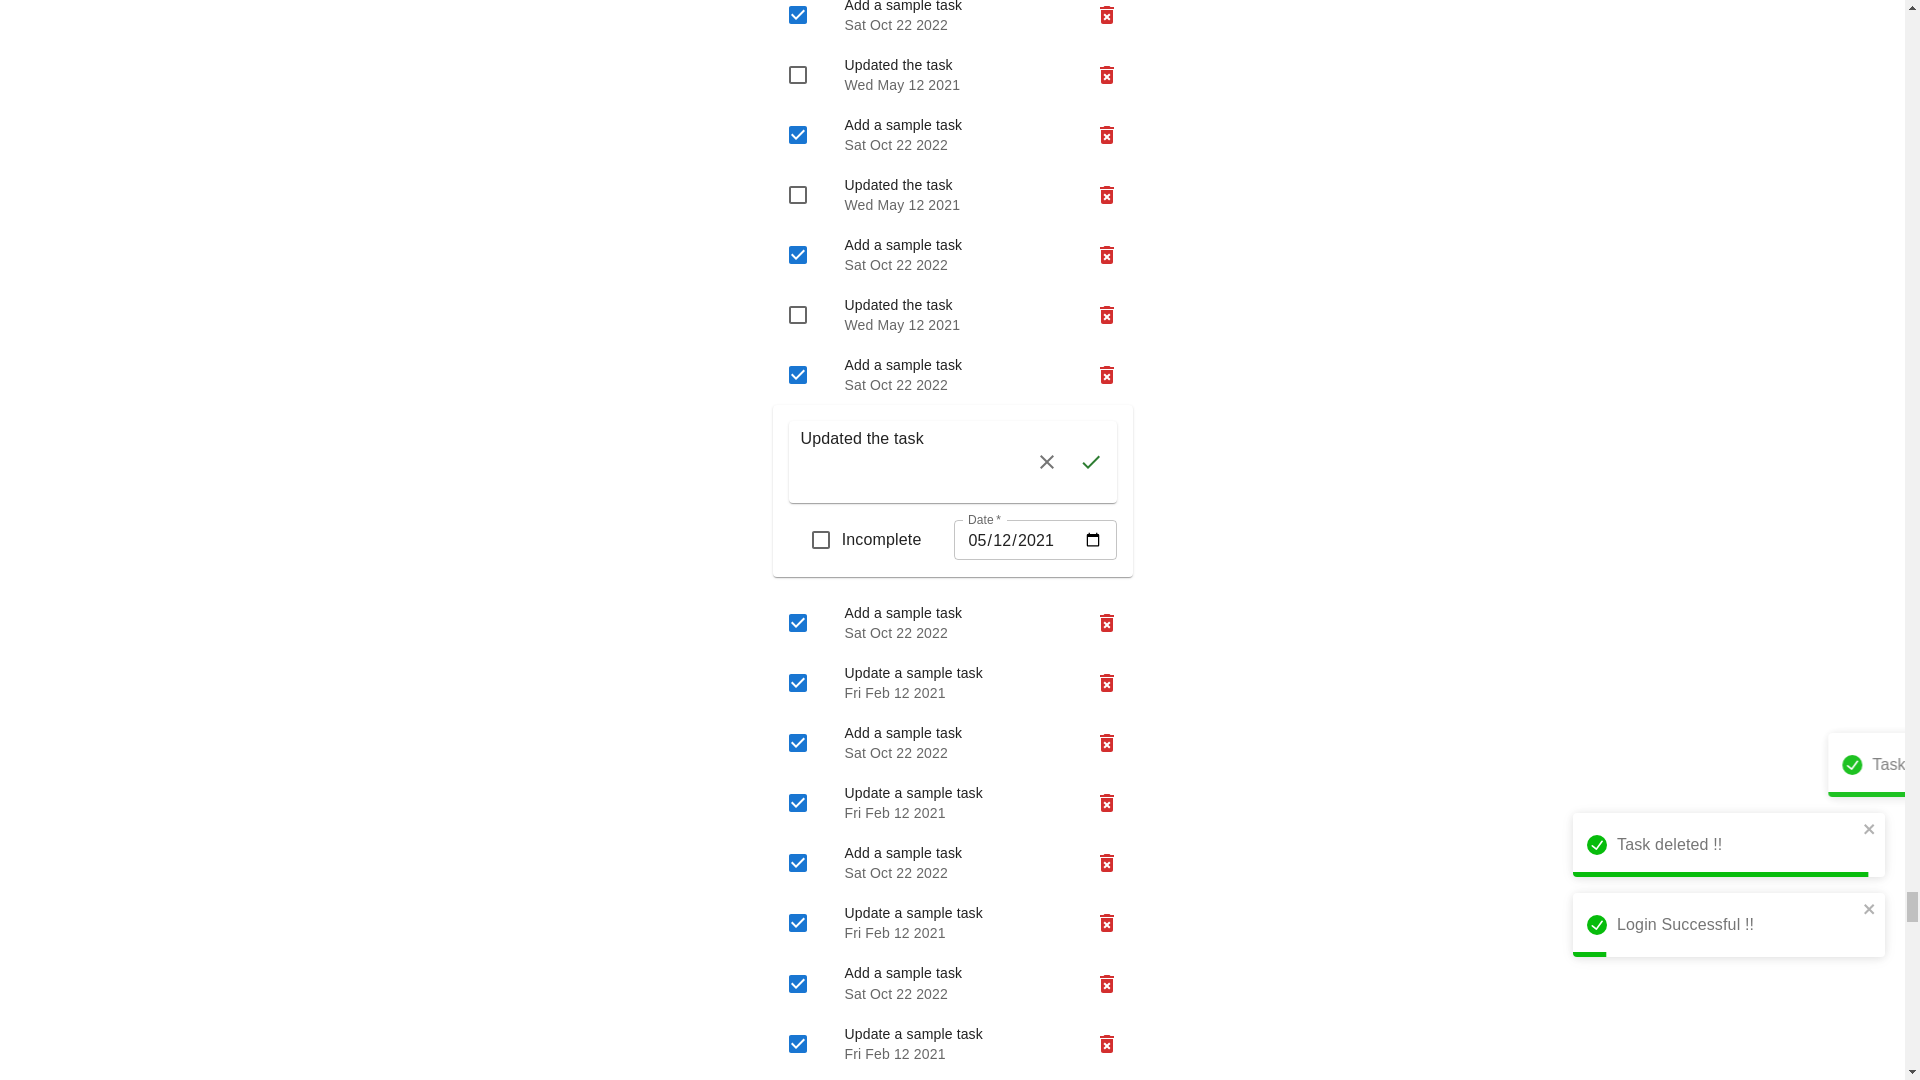 Add a sample task
Sat Oct 22 2022
Updated the task
Wed May 12 2021
Add a sample task
Sat Oct 22 2022
Updated the task
Wed May 12 2021
Add a sample task
Sat Oct 22 2022
Updated the task
Wed May 12 2021
Add a sample task
Sat Oct 22 2022
Updated the task
Date *
Incomplete
05/12/2021
Add a sample task
Sat Oct 22 2022
Update a sample task
Fri Feb 12 2021
Add a sample task
Sat Oct 22 2022
Update a sample task
Fri Feb 12 2021
Add a sample task
Sat Oct 22 2022
Update a sample task
Fri Feb 12 2021
Add a sample task
Sat Oct 22 2022
Update a sample task
Fri Feb 12 2021
Task
Task deleted !!
Login Successful !!